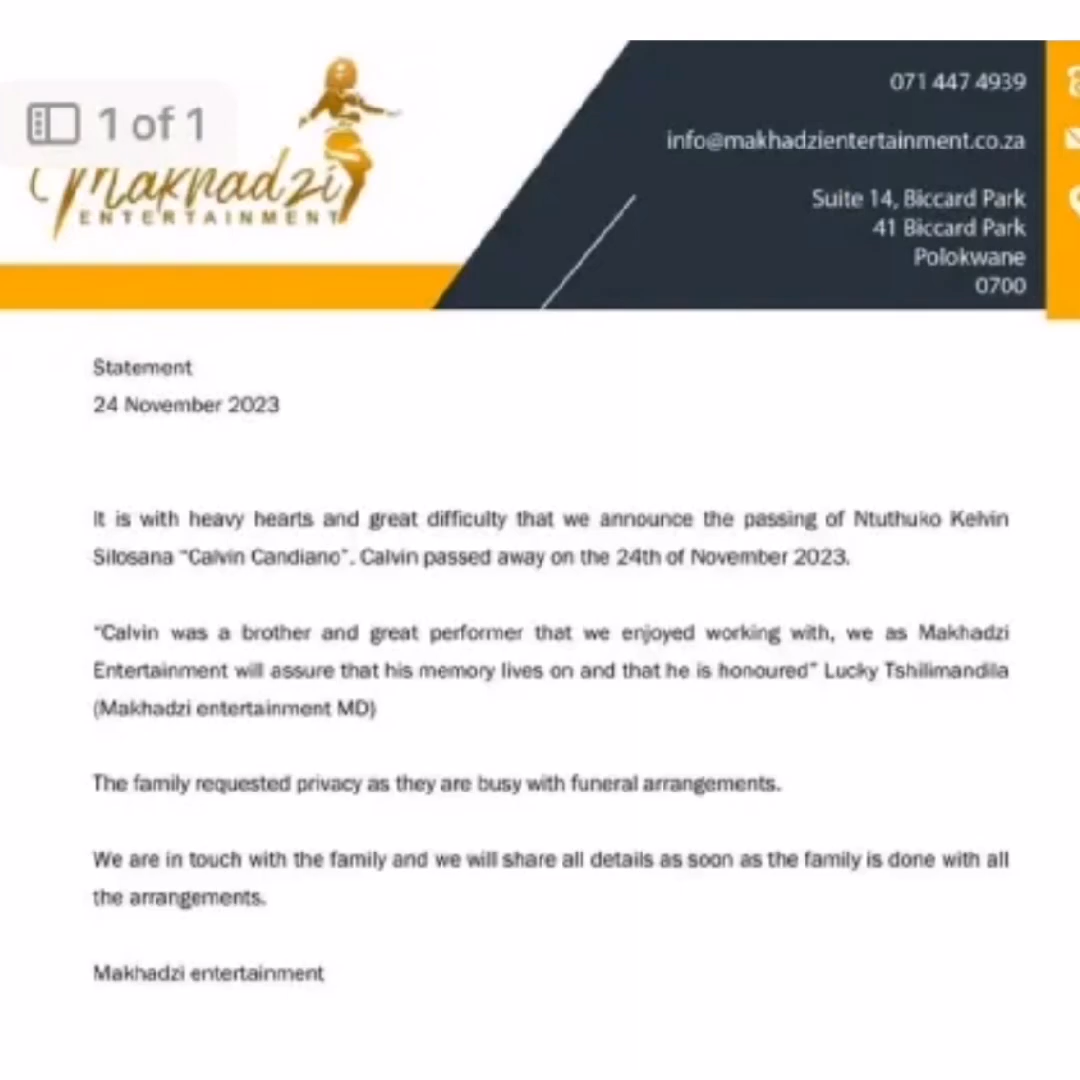 071 447 4939
info@makhadzientertainment.co.za
1 of 1
Suite 14, Biccard Park
41 Biccard Park
Polokwane
0700
Makhadzi
ENTERTAINMENT
Statement
24 November 2023
It is with heavy hearts and great difficulty that we announce the passing of Ntuthuko Kelvin
Silosana "Calvin Candiano". Calvin passed away on the 24th of November 2023.
"Calvin was a brother and great performer that we enjoyed working with, we as Makhadzi
Entertainment will assure that his memory lives on and that he is honoured" Lucky Tshilimandila
(Makhadzi entertainment MD)
The family requested privacy as they are busy with funeral arrangements.
We are in touch with the family and we will share all details as soon as the family is done with all
the arrangements.
Makhadzi entertainment